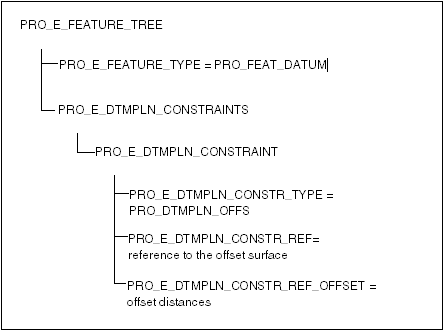 PRO_E_FEATURE_TREE
PRO_E_FEATURE_TYPE = PRO_FEAT_DATUM
PRO_E_DTMPLN_CONSTRAINTS
PRO_E_DTMPLN_CONSTRAINT
PRO_E_DTMPLN_CONSTR_TYPE =
PRO_DTMPLN_OFFS
PRO_E_DTMPLN_CONSTR_REF=
reference to the offset surface
PRO_E_DTMPLN_CONSTR_REF_OFFSET =
offset distances